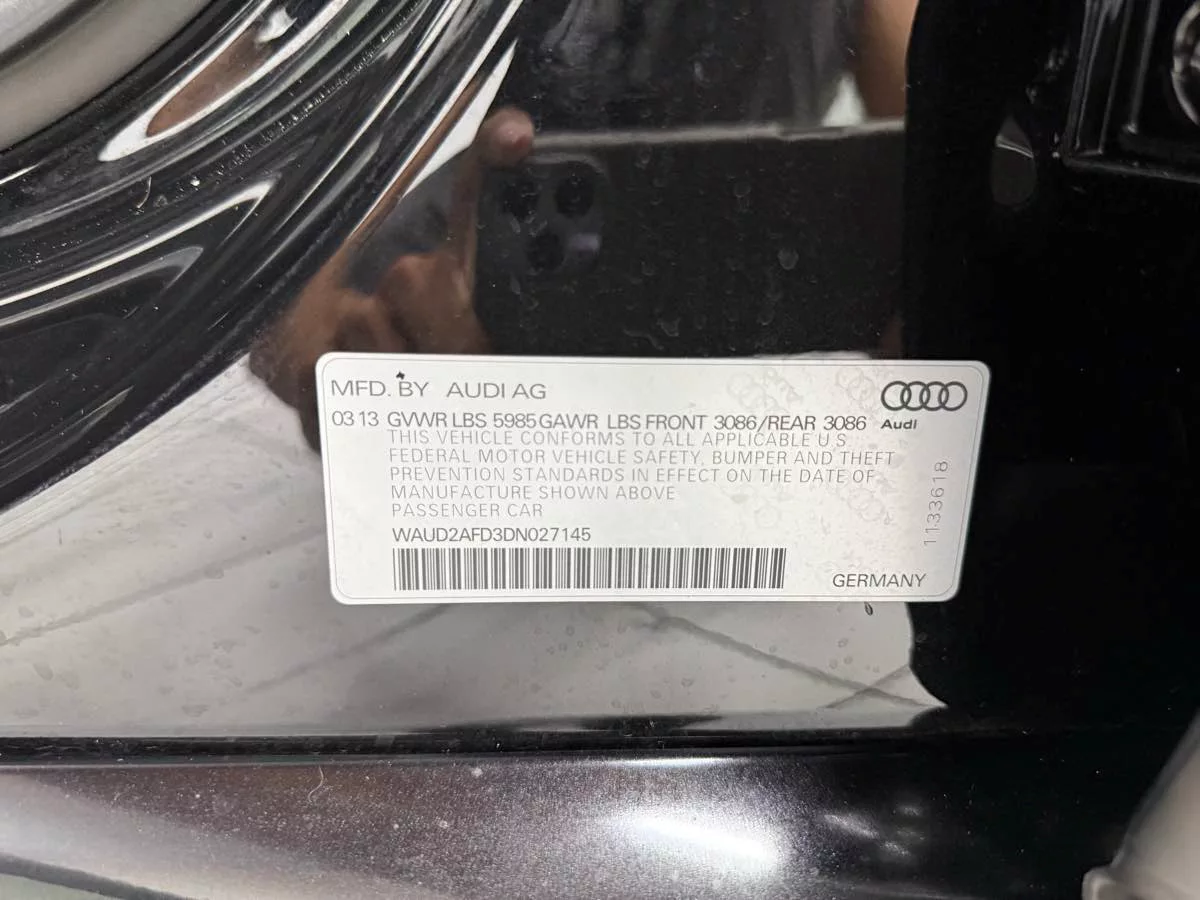 MFD. BY AUDI AG
03 13 GVWR LBS 5985 GAWR LBS FRONT 3086/REAR 3086
Audi
THIS VEHICLE CONFORMS TO ALL APPLICABLE U S
FEDERAL MOTOR VEHICLE SAFETY, BUMPER AND THEFT
PREVENTION STANDARDS IN EFFECT ON THE DATE OF
MANUFACTURE SHOWN ABOVE
PASSENGER CAR
WAUD2AFD3DN027145
GERMANY
1133618